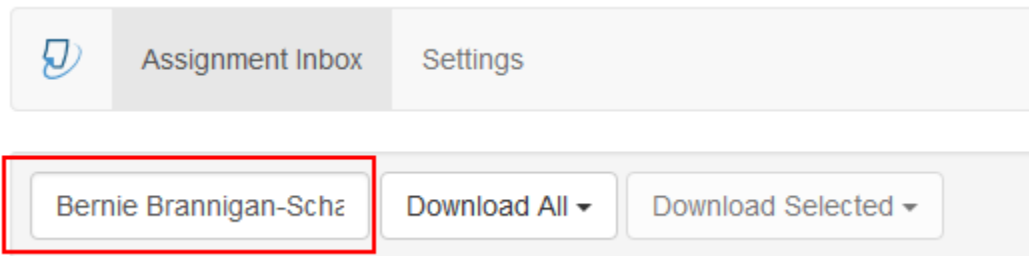 Assignment Inbox Settings
Bernie Brannigan-Scha Download All Download Selected